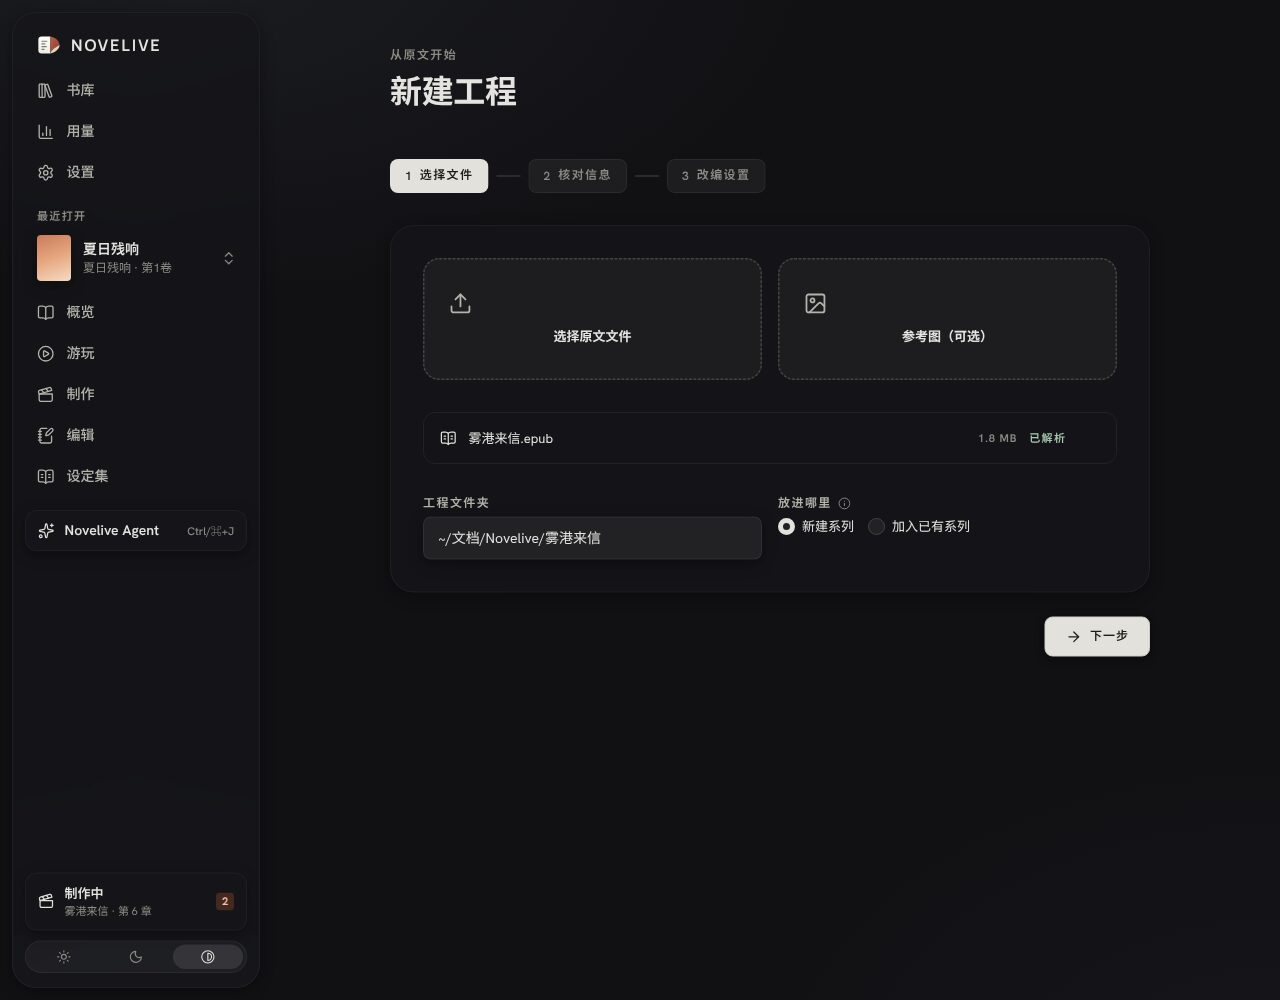 NOVELIVE
书库
用量
设置
最近打开
夏日残响
夏日残响 · 第1卷
概览
游玩
制作
编辑
设定集
Novelive Agent Ctrl/⌘+J
制作中
雾港来信 · 第 6 章
2
从原文开始
新建工程
1 选择文件
2 核对信息
3 改编设置
选择原文文件
参考图（可选）
雾港来信.epub 1.8 MB 已解析
工程文件夹
~/文档/Novelive/雾港来信
放进哪里
新建系列 加入已有系列
下一步